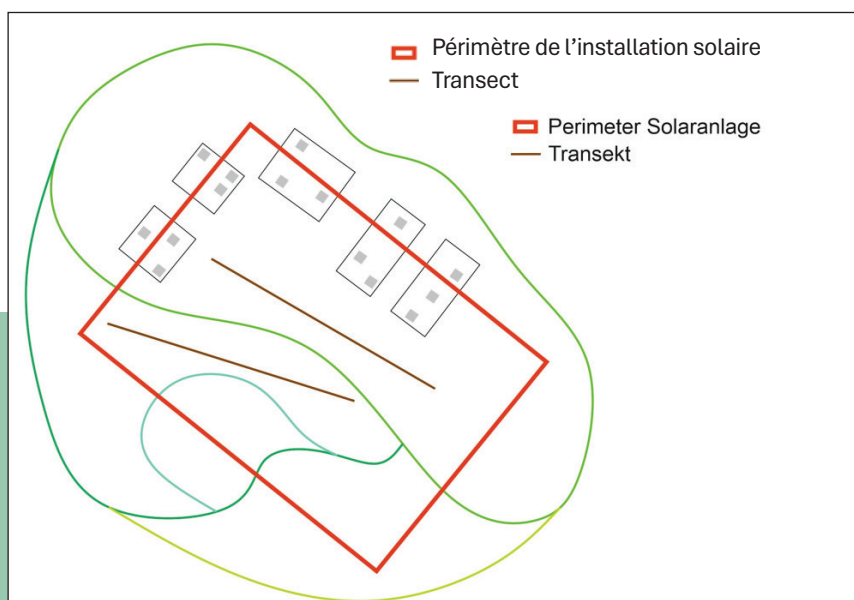 Périmètre de l’installation solaire
Transect
Perimeter Solaranlage
Transekt